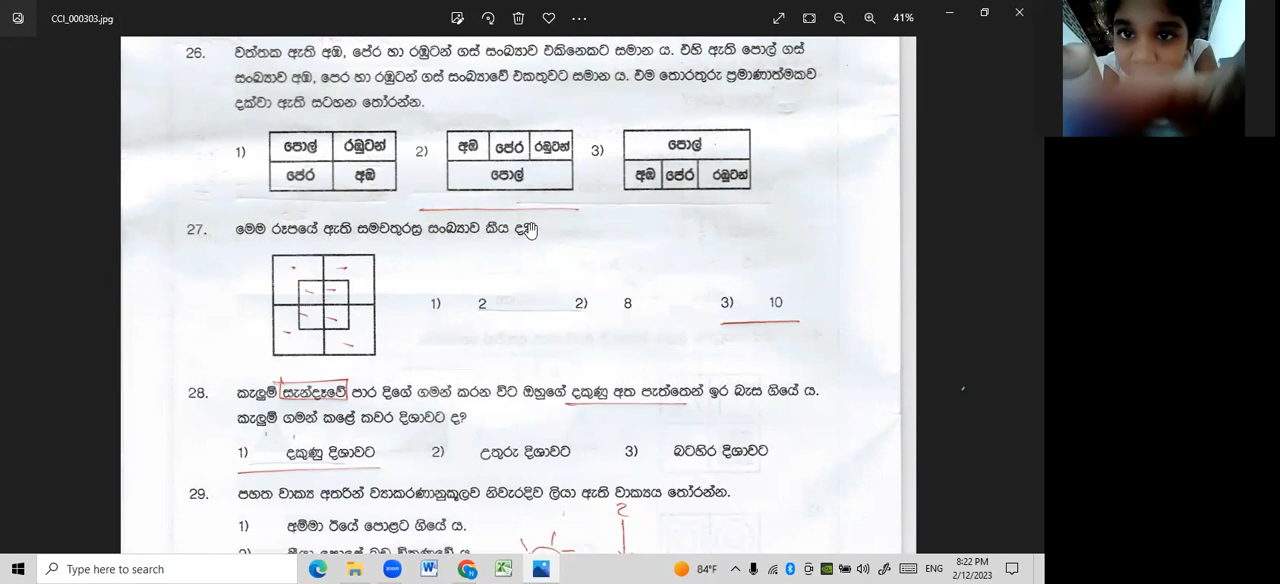 CCI_000303.jpg
41%
26. වත්තක ඇති අඹ, පේර හා රඹුටන් ගස් සංඛ්‍යාව එකිනෙකට සමාන ය. එහි ඇති පොල් ගස්
සංඛ්‍යාව අඹ, පේර හා රඹුටන් ගස් සංඛ්‍යාවේ එකතුවට සමාන ය. එම තොරතුරු ප්‍රමාණාත්මකව
දක්වා ඇති සටහන තෝරන්න.
1) පොල් රඹුටන් පේර අඹ 2) අඹ පේර රඹුටන් පොල් 3) පොල් අඹ පේර රඹුටන්
27. මෙම රූපයේ ඇති සමචතුරස්‍ර සංඛ්‍යාව කීය ද?
1) 2 2) 8 3) 10
28. කැලුම් සැන්දෑවේ පාර දිගේ ගමන් කරන විට ඔහුගේ දකුණු අත පැත්තෙන් ඉර බැස ගියේ ය.
කැලුම් ගමන් කළේ කවර දිශාවට ද?
1) දකුණු දිශාවට 2) උතුරු දිශාවට 3) බටහිර දිශාවට
29. පහත වාක්‍ය අතරින් ව්‍යාකරණානුකූලව නිවැරදිව ලියා ඇති වාක්‍යය තෝරන්න.
1) අම්මා ඊයේ පොළට ගියේ ය.
Type here to search
84°F
ENG
8:22 PM
2/12/2023